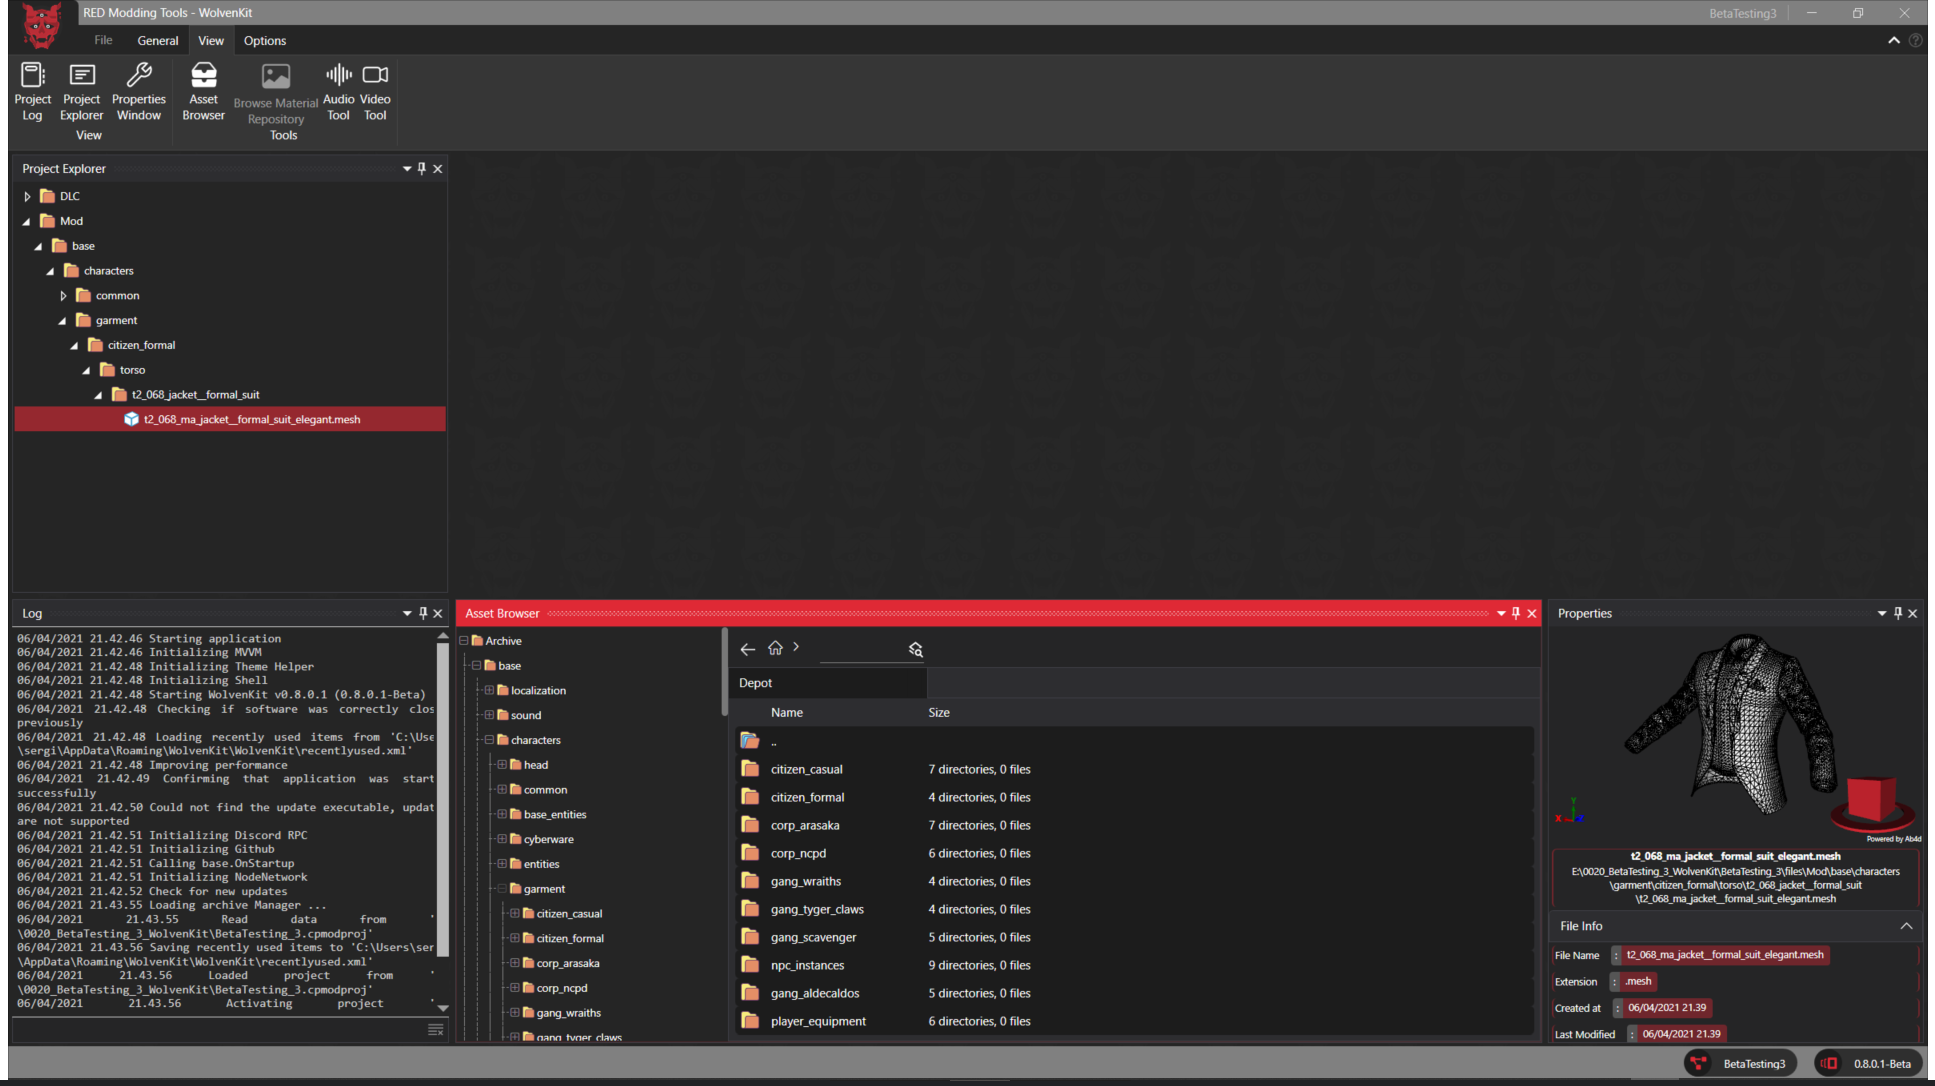 RED Modding Tools - WolvenKit
BetaTesting3
File General View Options
Project Log
Project Explorer
Properties Window
View
Asset Browser
Browse Material Repository
Audio Tool
Video Tool
Tools
Project Explorer
DLC
Mod
base
characters
common
garment
citizen_formal
torso
t2_068_jacket__formal_suit
t2_068_ma_jacket__formal_suit_elegant.mesh
Log
06/04/2021 21.42.46 Starting application
06/04/2021 21.42.46 Initializing MVVM
06/04/2021 21.42.48 Initializing Theme Helper
06/04/2021 21.42.48 Initializing Shell
06/04/2021 21.42.48 Starting WolvenKit v0.8.0.1 (0.8.0.1-Beta)
06/04/2021 21.42.48 Checking if software was correctly clos
previously
06/04/2021 21.42.48 Loading recently used items from 'C:\Use
\sergi\AppData\Roaming\WolvenKit\WolvenKit\recentlyused.xml'
06/04/2021 21.42.48 Improving performance
06/04/2021 21.42.49 Confirming that application was start
successfully
06/04/2021 21.42.50 Could not find the update executable, updat
are not supported
06/04/2021 21.42.51 Initializing Discord RPC
06/04/2021 21.42.51 Initializing Github
06/04/2021 21.42.51 Calling base.OnStartup
06/04/2021 21.42.51 Initializing NodeNetwork
06/04/2021 21.42.52 Check for new updates
06/04/2021 21.43.55 Loading archive Manager ...
06/04/2021 21.43.55 Read data from '
\0020_BetaTesting_3_WolvenKit\BetaTesting_3.cpmodproj'
06/04/2021 21.43.56 Saving recently used items to 'C:\Users\ser
\AppData\Roaming\WolvenKit\WolvenKit\recentlyused.xml'
06/04/2021 21.43.56 Loaded project from '
\0020_BetaTesting_3_WolvenKit\BetaTesting_3.cpmodproj'
06/04/2021 21.43.56 Activating project '
Asset Browser
Archive
base
localization
sound
characters
head
common
base_entities
cyberware
entities
garment
citizen_casual
citizen_formal
corp_arasaka
corp_ncpd
gang_wraiths
gang_tyger_claws
Depot
Name Size
..
citizen_casual 7 directories, 0 files
citizen_formal 4 directories, 0 files
corp_arasaka 7 directories, 0 files
corp_ncpd 6 directories, 0 files
gang_wraiths 4 directories, 0 files
gang_tyger_claws 4 directories, 0 files
gang_scavenger 5 directories, 0 files
npc_instances 9 directories, 0 files
gang_aldecaldos 5 directories, 0 files
player_equipment 6 directories, 0 files
Properties
Y
X
Powered by Ab4d
t2_068_ma_jacket__formal_suit_elegant.mesh
E:\0020_BetaTesting_3_WolvenKit\BetaTesting_3\files\Mod\base\characters
\garment\citizen_formal\torso\t2_068_jacket__formal_suit
\t2_068_ma_jacket__formal_suit_elegant.mesh
File Info
File Name : t2_068_ma_jacket__formal_suit_elegant.mesh
Extension : .mesh
Created at : 06/04/2021 21.39
Last Modified : 06/04/2021 21.39
BetaTesting3
0.8.0.1-Beta